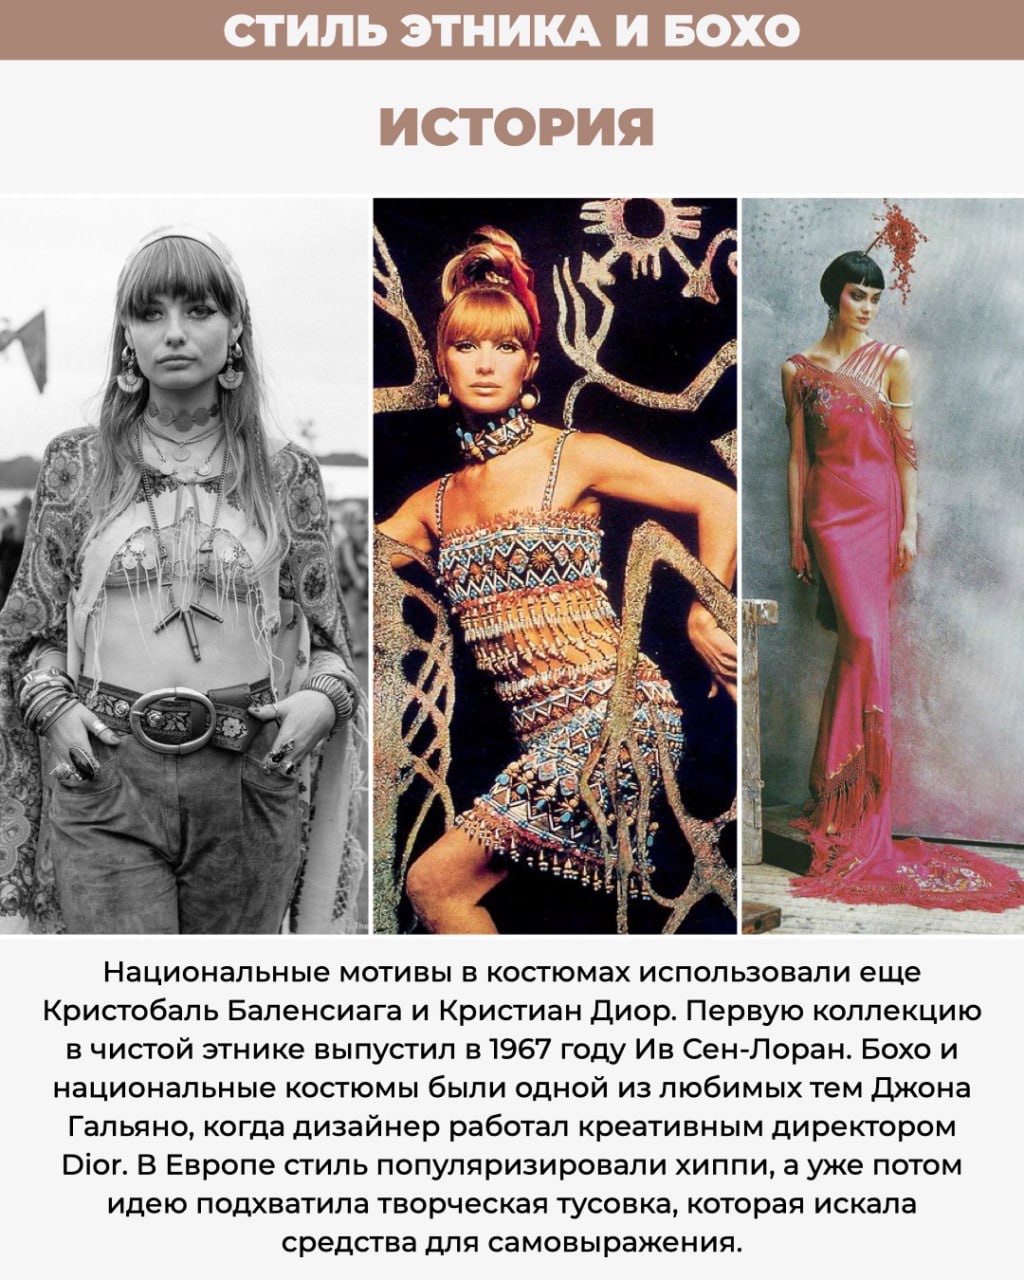 СТИЛЬ ЭТНИКА И БОХО
ИСТОРИЯ
Национальные мотивы в костюмах использовали еще
Кристобаль Баленсиага и Кристиан Диор. Первую коллекцию
в чистой этнике выпустил в 1967 году Ив Сен-Лоран. Бохо и
национальные костюмы были одной из любимых тем Джона
Гальяно, когда дизайнер работал креативным директором
Dior. В Европе стиль популяризировали хиппи, а уже потом
идею подхватила творческая тусовка, которая искала
средства для самовыражения.